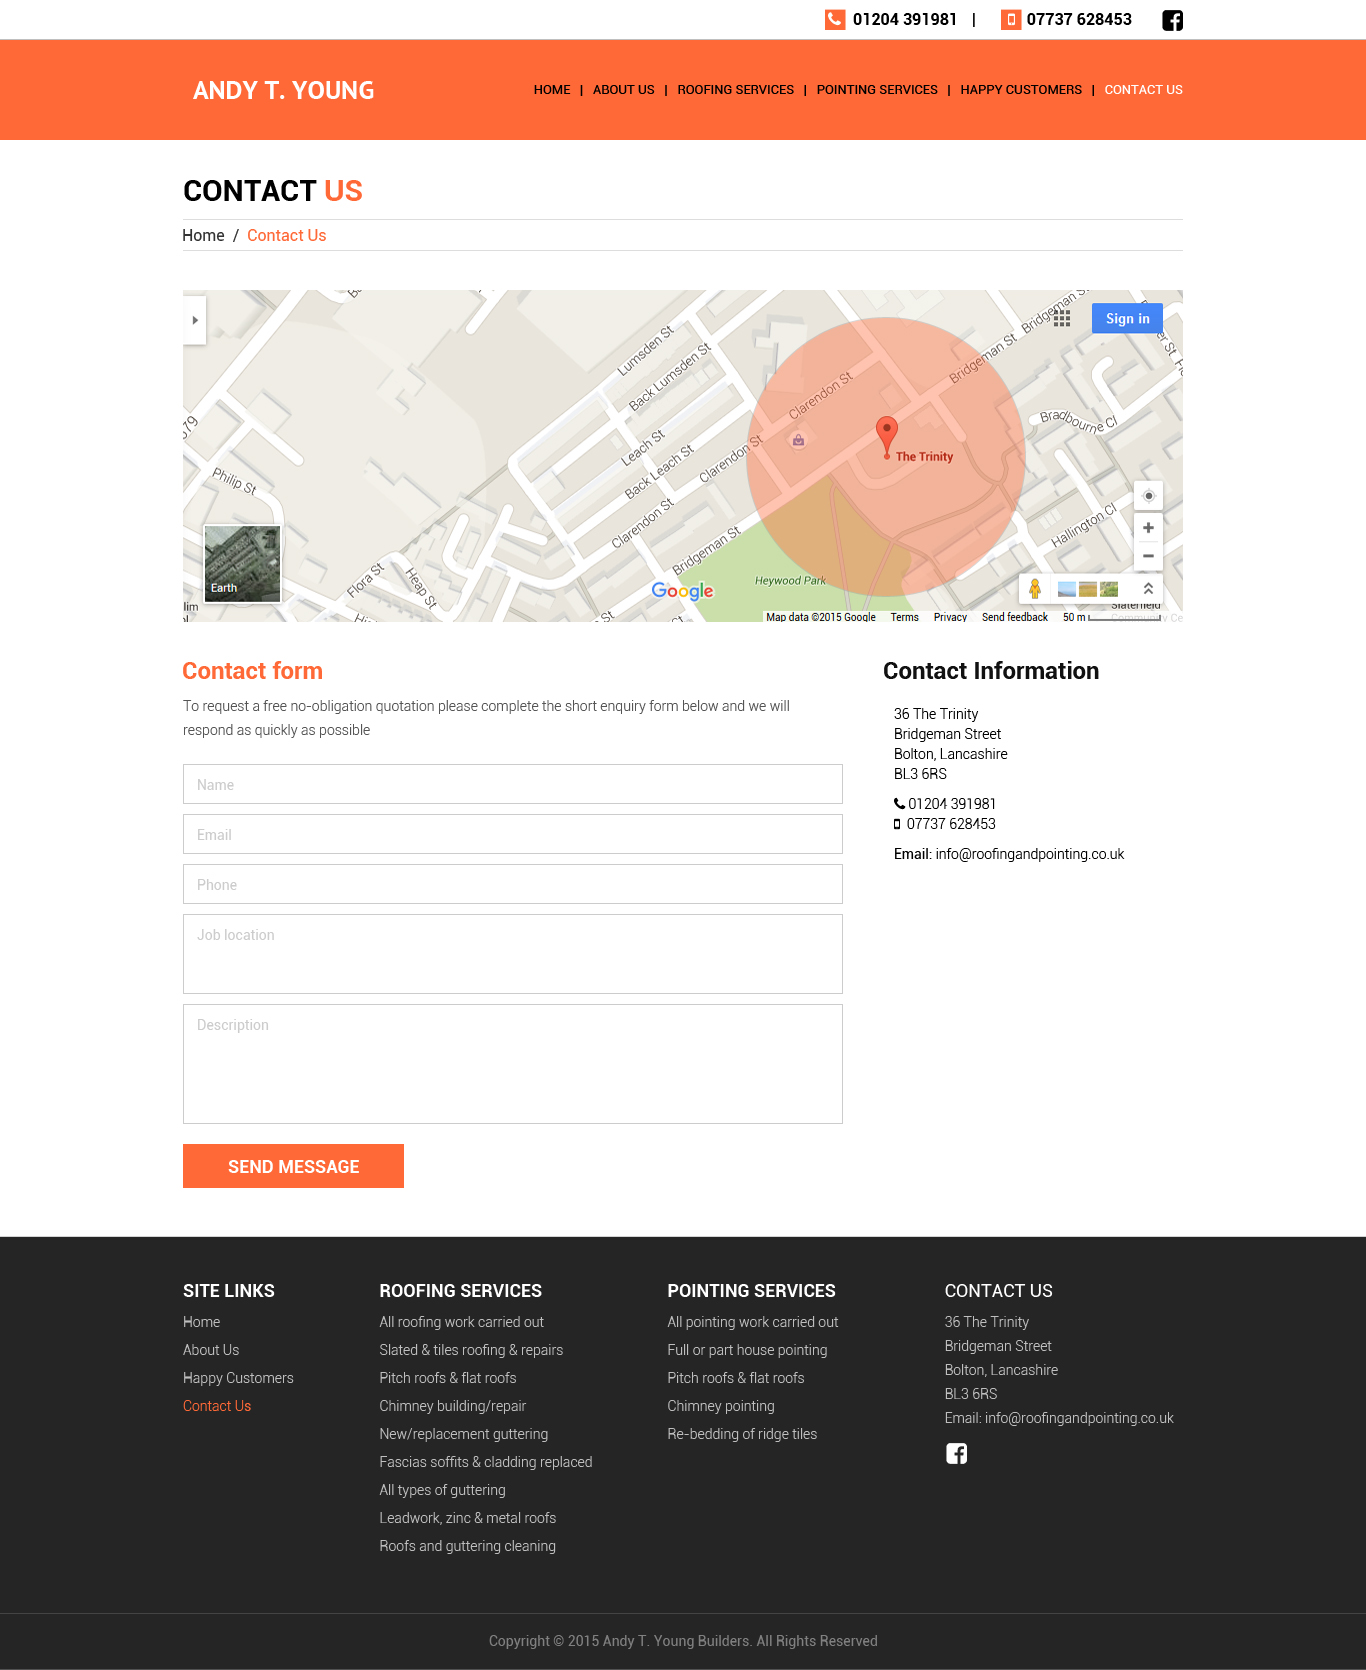 01204 391981 | 07737 628453
ANDY T. YOUNG
HOME | ABOUT US | ROOFING SERVICES | POINTING SERVICES | HAPPY CUSTOMERS | CONTACT US
CONTACT US
Home / Contact Us
Bridgeman St
Sign in
Lumsden St
Back Lumsden St
Clarendon St
Bridgeman St
Bradbourne Cl
Leach St
Back Leach St
Clarendon St
The Trinity
Philip St
Clarendon St
Bridgeman St
Hallington Cl
Flora St
Heap St
Earth
Google
Heywood Park
Slaterfield
Map data ©2015 Google Terms Privacy Send feedback 50 m
Contact form
To request a free no-obligation quotation please complete the short enquiry form below and we will
respond as quickly as possible
Name
Email
Phone
Job location
Description
SEND MESSAGE
Contact Information
36 The Trinity
Bridgeman Street
Bolton, Lancashire
BL3 6RS
01204 391981
07737 628453
Email: info@roofingandpointing.co.uk
SITE LINKS
Home
About Us
Happy Customers
Contact Us
ROOFING SERVICES
All roofing work carried out
Slated & tiles roofing & repairs
Pitch roofs & flat roofs
Chimney building/repair
New/replacement guttering
Fascias soffits & cladding replaced
All types of guttering
Leadwork, zinc & metal roofs
Roofs and guttering cleaning
POINTING SERVICES
All pointing work carried out
Full or part house pointing
Pitch roofs & flat roofs
Chimney pointing
Re-bedding of ridge tiles
CONTACT US
36 The Trinity
Bridgeman Street
Bolton, Lancashire
BL3 6RS
Email: info@roofingandpointing.co.uk
Copyright © 2015 Andy T. Young Builders. All Rights Reserved